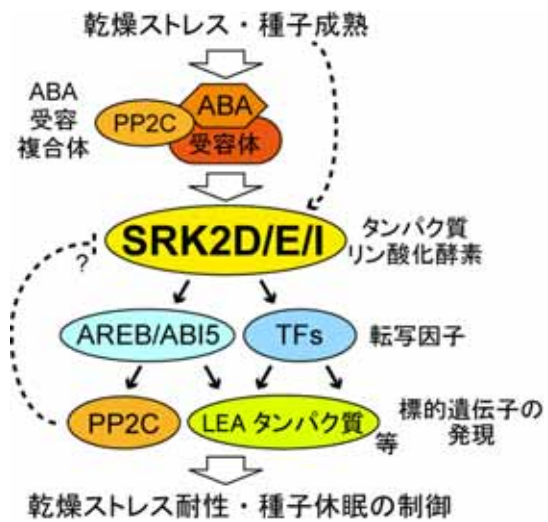 乾燥ストレス・種子成熟
ABA
受容
複合体
PP2C
ABA
受容体
SRK2D/E/I
タンパク質
リン酸化酵素
?
AREB/ABI5
TFs
転写因子
PP2C
LEA タンパク質
等
標的遺伝子の
発現
乾燥ストレス耐性・種子休眠の制御